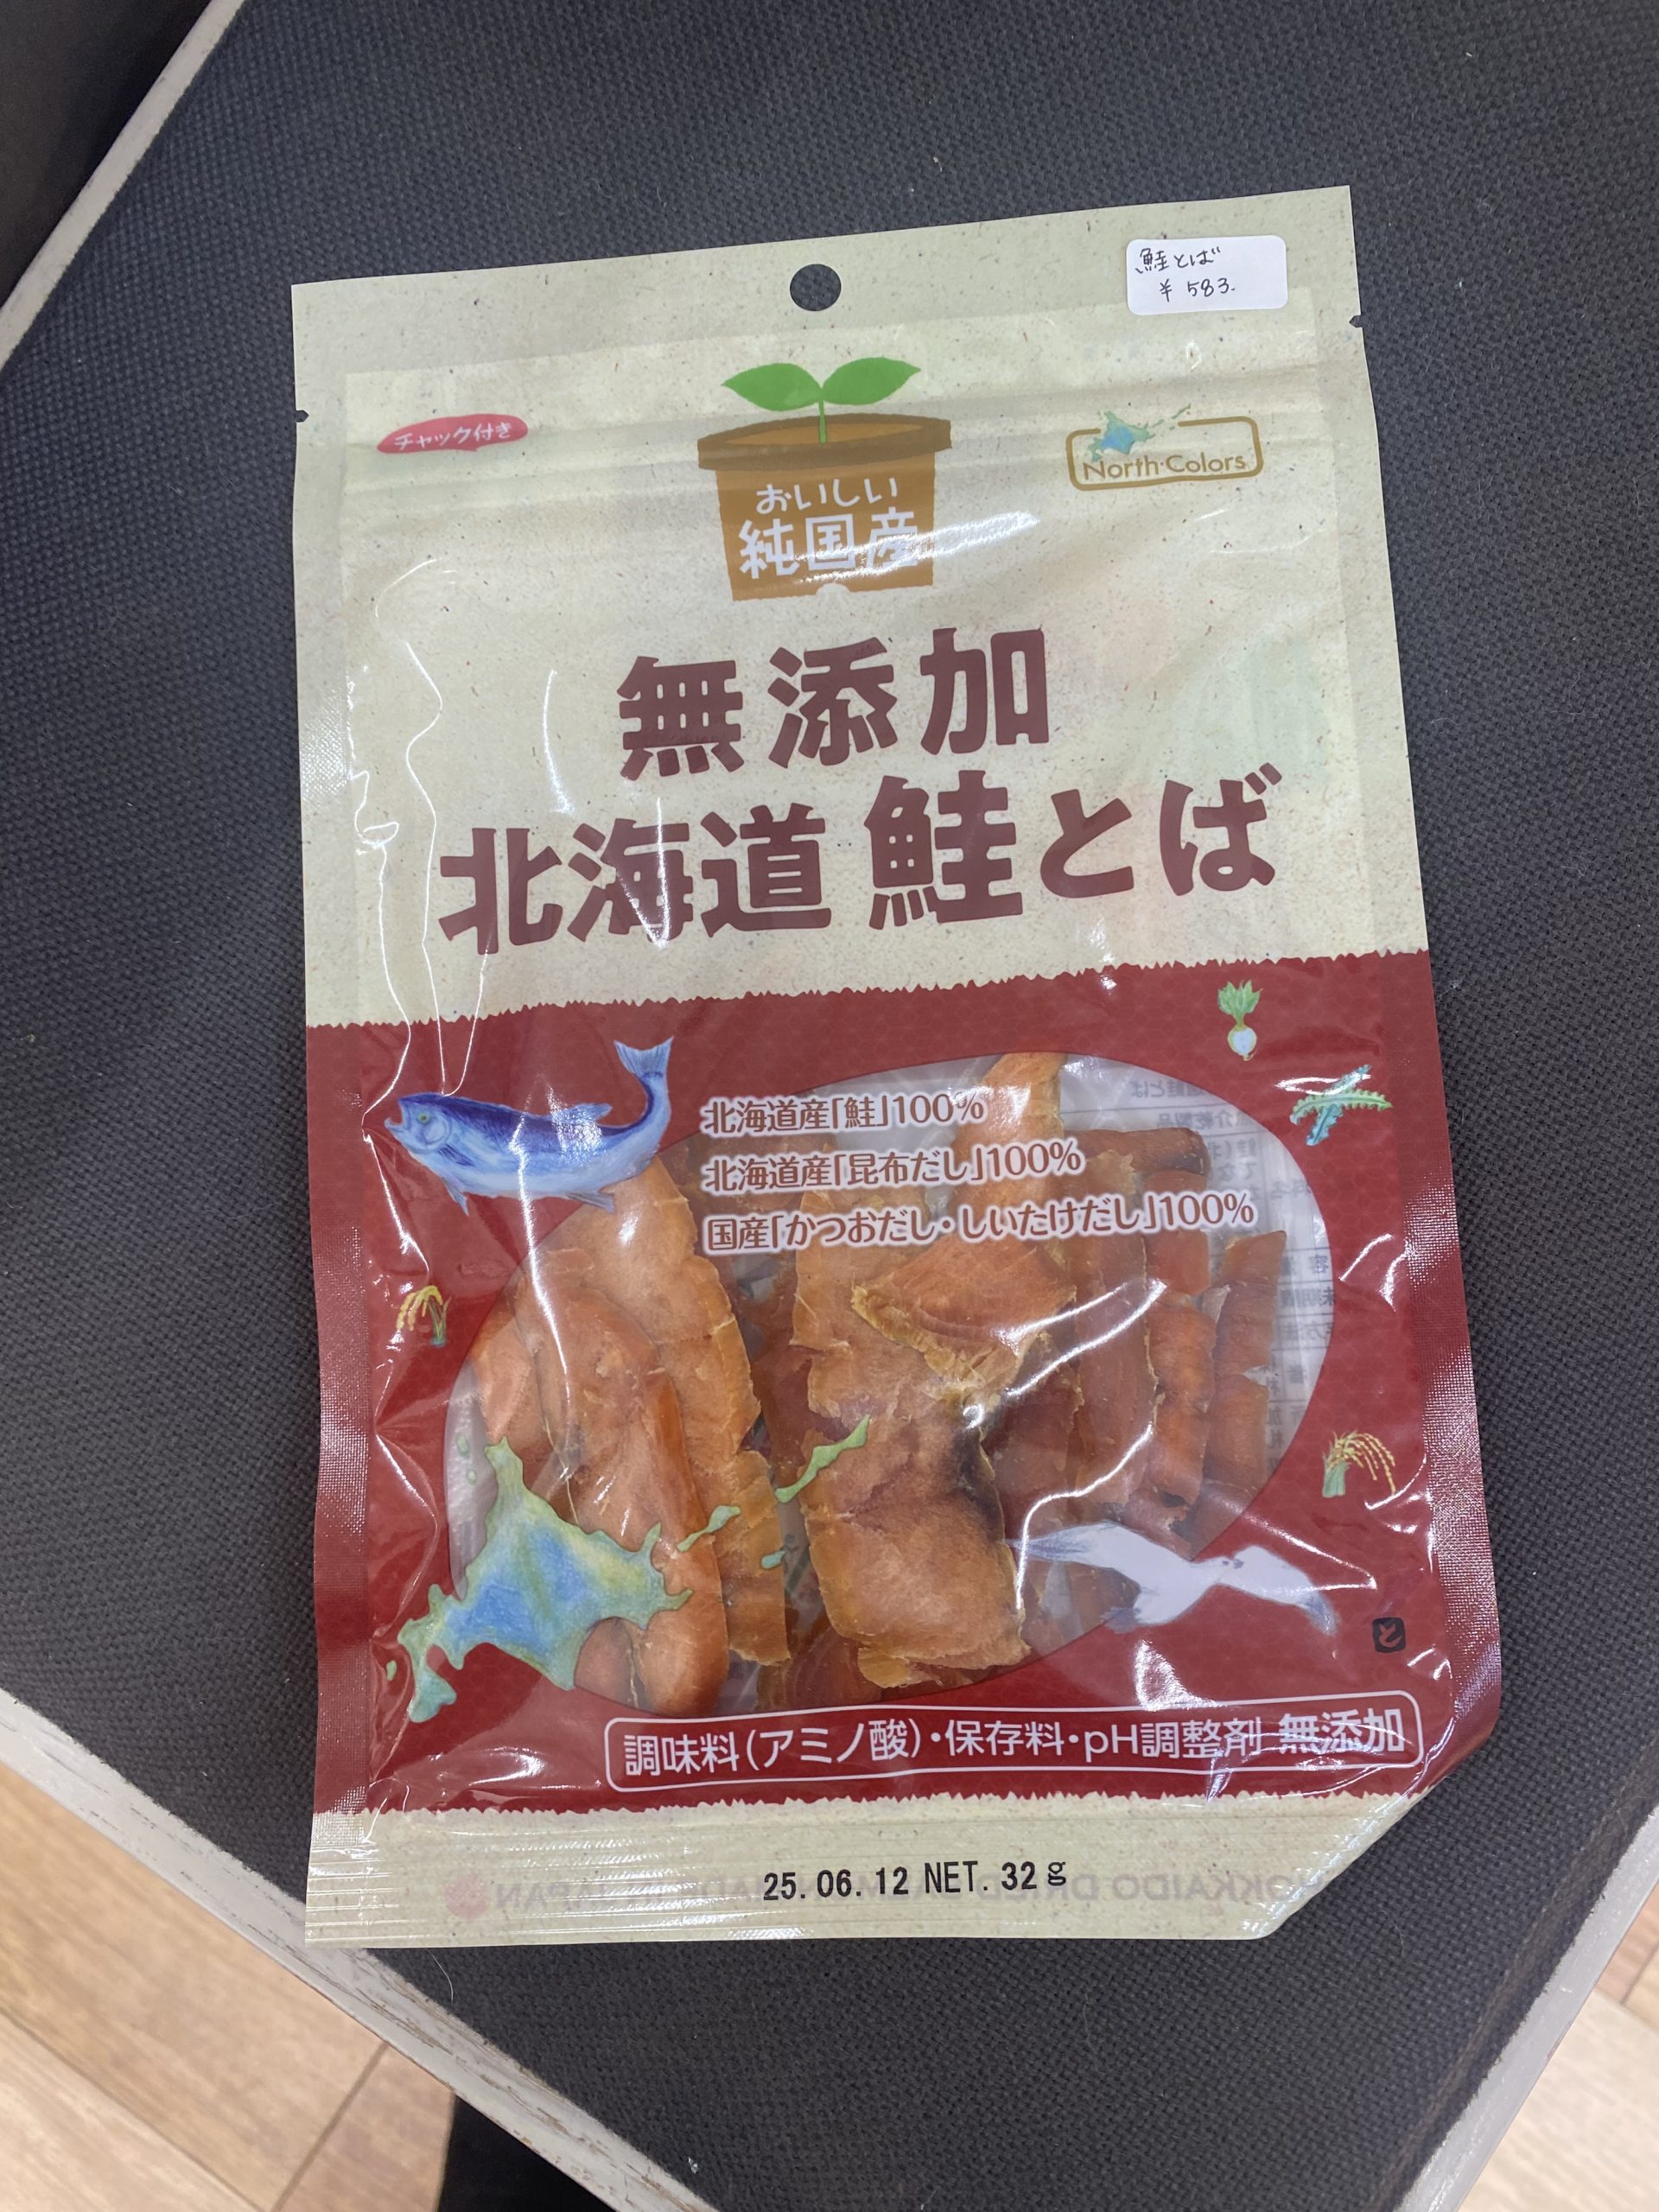 鮭とば
¥ 583.
チャック付き
North Colors
おいしい
純国産
無添加
北海道 鮭とば
北海道産「鮭」100%
北海道産「昆布だし」100%
国産「かつおだし・しいたけだし」100%
と
調味料(アミノ酸)・保存料・pH調整剤 無添加
25.06.12 NET. 32g